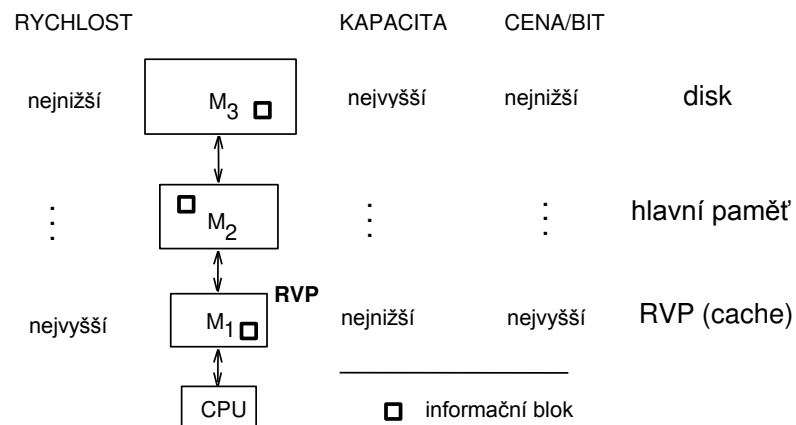 RYCHLOST KAPACITA CENA/BIT
nejnižší M3 nejvyšší nejnižší disk
M2 hlavní paměť
RVP
nejvyšší M1 nejnižší nejvyšší RVP (cache)
CPU informační blok